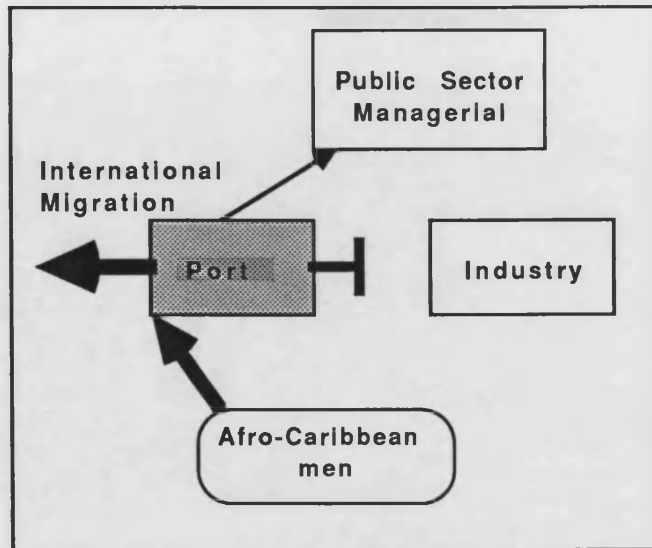 Public Sector
Managerial
International
Migration
Port
Industry
Afro-Caribbean
men